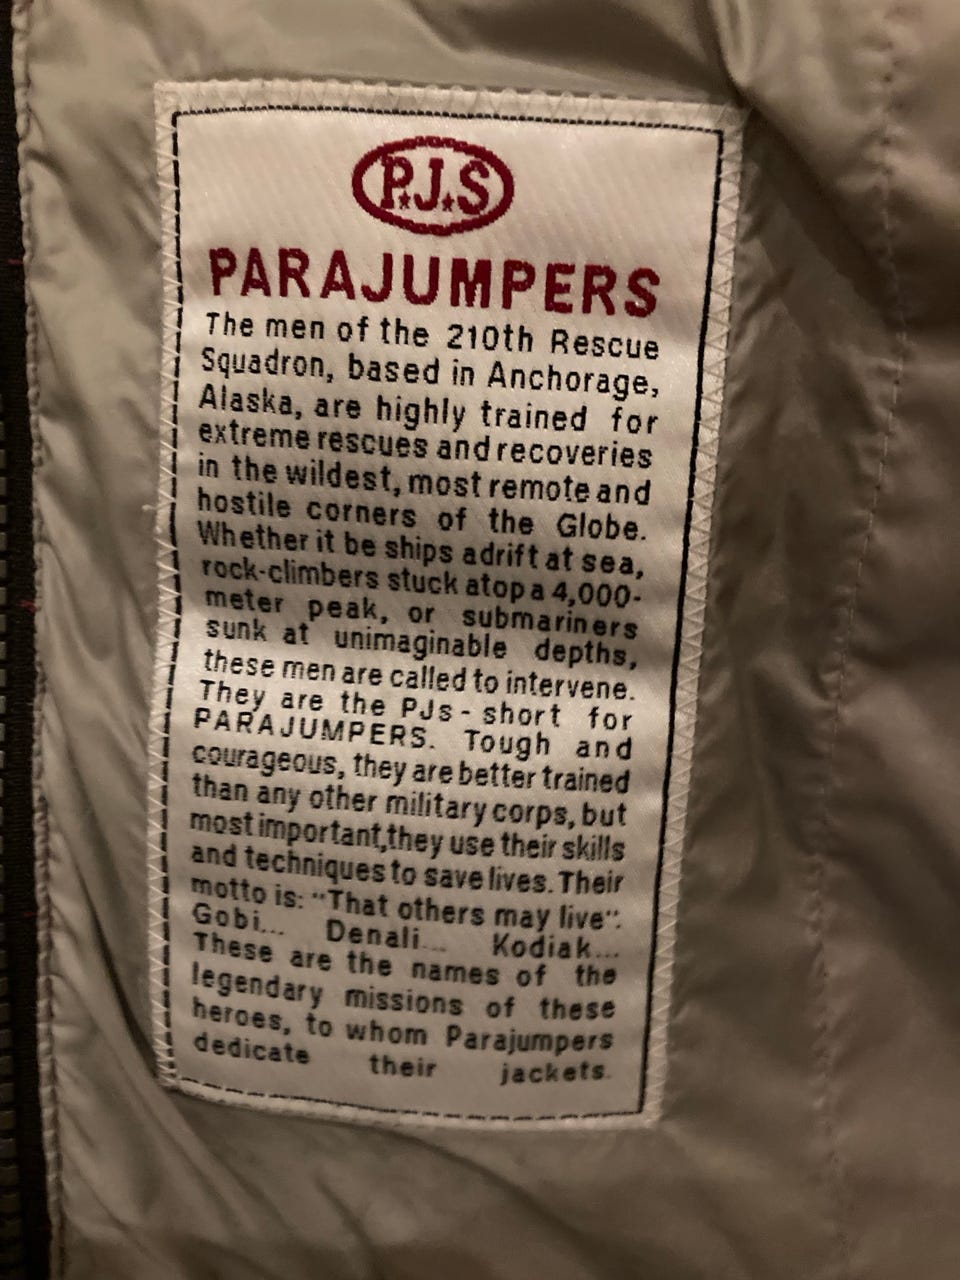 P.J.S
PARAJUMPERS
The men of the 210th Rescue
Squadron, based in Anchorage,
Alaska, are highly trained for
extreme rescues and recoveries
in the wildest, most remote and
hostile corners of the Globe.
Whether it be ships adrift at sea,
rock-climbers stuck atop a 4,000-
meter peak, or submariners
sunk at unimaginable depths,
these men are called to intervene.
They are the PJs - short for
PARAJUMPERS. Tough and
courageous, they are better trained
than any other military corps, but
most important,they use their skills
and techniques to save lives. Their
motto is: "That others may live".
Gobi... Denali... Kodiak...
These are the names of the
legendary missions of these
heroes, to whom Parajumpers
dedicate their jackets.